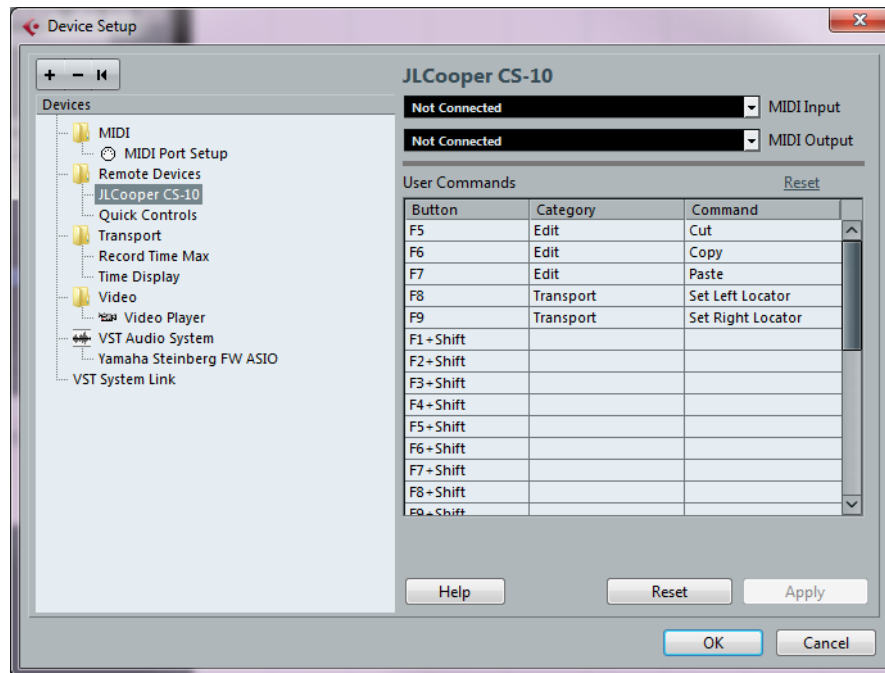 Device Setup
Devices
MIDI
MIDI Port Setup
Remote Devices
JLCooper CS-10
Quick Controls
Transport
Record Time Max
Time Display
Video
Video Player
VST Audio System
Yamaha Steinberg FW ASIO
VST System Link
JLCooper CS-10
Not Connected MIDI Input
Not Connected MIDI Output
User Commands Reset
Button Category Command
F5 Edit Cut
F6 Edit Copy
F7 Edit Paste
F8 Transport Set Left Locator
F9 Transport Set Right Locator
F1+Shift
F2+Shift
F3+Shift
F4+Shift
F5+Shift
F6+Shift
F7+Shift
F8+Shift
F9+Shift
Help Reset Apply
OK Cancel